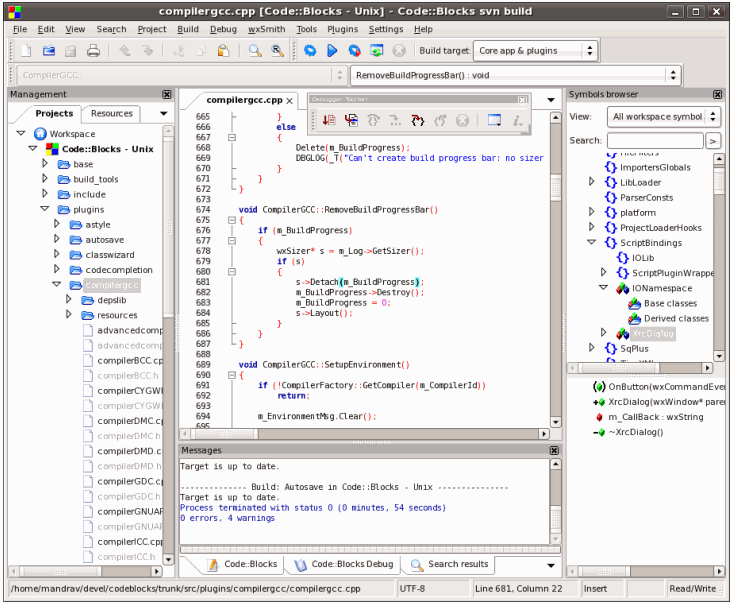 compilergcc.cpp [Code::Blocks - Unix] - Code::Blocks svn build
File Edit View Search Project Build Debug wxSmith Tools Plugins Settings Help
Build target: Core app & plugins
CompilerGCC::
RemoveBuildProgressBar() : void
Management
Projects Resources
Workspace
Code::Blocks - Unix
base
build_tools
include
plugins
astyle
autosave
classwizard
codecompletion
compilergcc
depslib
resources
advancedcomp
advancedcomp
compilerBCC.cp
compilerBCC.h
compilerCYGWI
compilerCYGWI
compilerDMC.cp
compilerDMC.h
compilerDMD.c
compilerDMD.h
compilerGDC.cp
compilerGDC.h
compilerGNUAR
compilerGNUAR
compilerICC.cpp
compilerICC.h
compilergcc.cpp
Debugger Toolbar
665 }
666 else
667 {
668 Delete(m_BuildProgress);
669 DBGLOG(_T("Can't create build progress bar: no sizer
670 }
671 }
672 }
673
674 void CompilerGCC::RemoveBuildProgressBar()
675 {
676 if (m_BuildProgress)
677 {
678 wxSizer* s = m_Log->GetSizer();
679 if (s)
680 {
681 s->Detach(m_BuildProgress);
682 m_BuildProgress->Destroy();
683 m_BuildProgress = 0;
684 s->Layout();
685 }
686 }
687 }
688
689 void CompilerGCC::SetupEnvironment()
690 {
691 if (!CompilerFactory::GetCompiler(m_CompilerId))
692 return;
693
694 m_EnvironmentMsg.Clear();
695
Messages
Target is up to date.
-------------- Build: Autosave in Code::Blocks - Unix ---------------
Target is up to date.
Process terminated with status 0 (0 minutes, 54 seconds)
0 errors, 4 warnings
Code::Blocks Code::Blocks Debug Search results
Symbols browser
View: All workspace symbol
Search: >
FileFilters
ImportersGlobals
LibLoader
ParserConsts
platform
ProjectLoaderHooks
ScriptBindings
IOLib
ScriptPluginWrappe
IONamespace
Base classes
Derived classes
XrcDialog
SqPlus
OnButton(wxCommandEve
XrcDialog(wxWindow* pare
m_CallBack : wxString
~XrcDialog()
/home/mandrav/devel/codeblocks/trunk/src/plugins/compilergcc/compilergcc.cpp UTF-8 Line 681, Column 22 Insert Read/Write